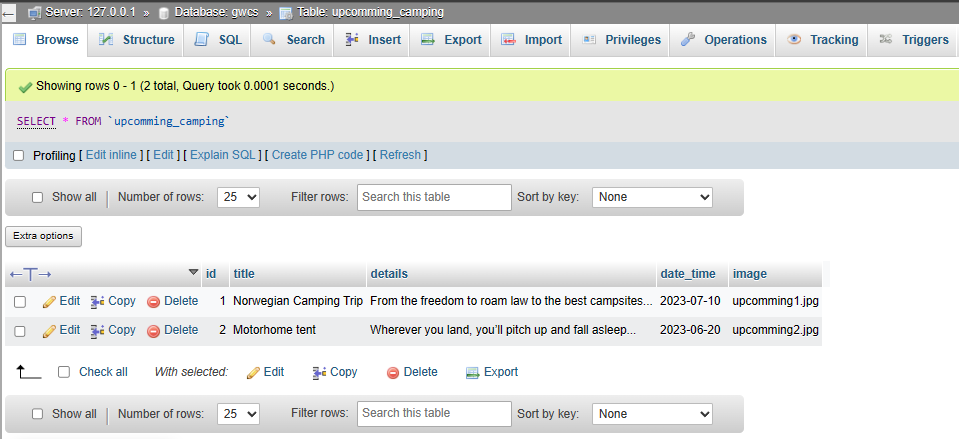 Server: 127.0.0.1 » Database: gwcs » Table: upcomming_camping
Browse Structure SQL Search Insert Export Import Privileges Operations Tracking Triggers
Showing rows 0 - 1 (2 total, Query took 0.0001 seconds.)
SELECT * FROM `upcomming_camping`
Profiling [ Edit inline ] [ Edit ] [ Explain SQL ] [ Create PHP code ] [ Refresh ]
Show all Number of rows: 25 Filter rows: Search this table Sort by key: None
Extra options
←T→ id title details date_time image
Edit Copy Delete 1 Norwegian Camping Trip From the freedom to roam law to the best campsites... 2023-07-10 upcomming1.jpg
Edit Copy Delete 2 Motorhome tent Wherever you land, you'll pitch up and fall asleep... 2023-06-20 upcomming2.jpg
Check all With selected: Edit Copy Delete Export
Show all Number of rows: 25 Filter rows: Search this table Sort by key: None